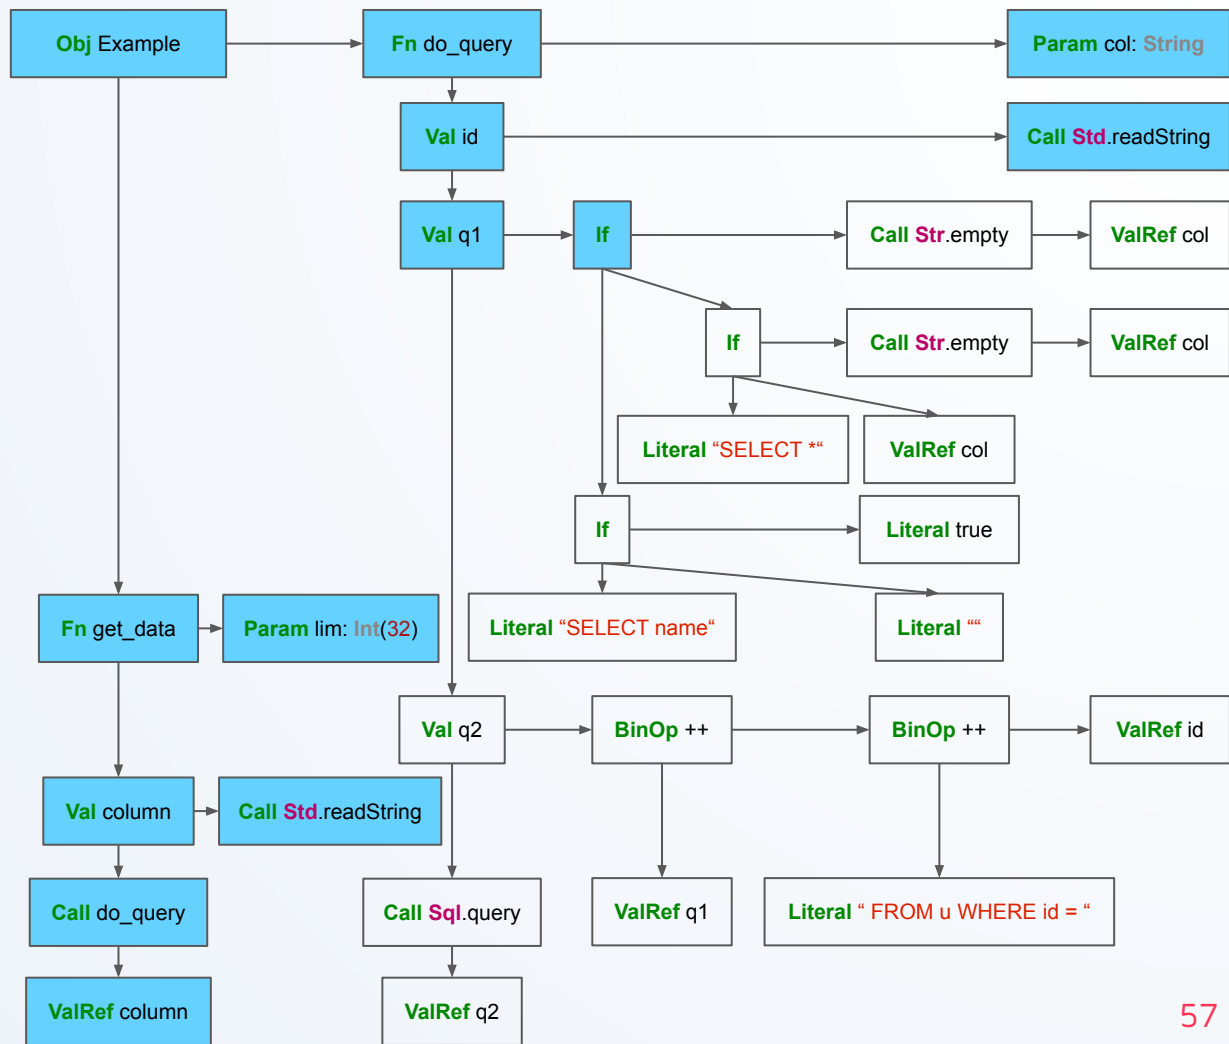 Obj Example
Fn do_query
Param col: String
Val id
Call Std.readString
Val q1
If
Call Str.empty
ValRef col
If
Call Str.empty
ValRef col
Literal “SELECT *“
ValRef col
If
Literal true
Fn get_data
Param lim: Int(32)
Literal “SELECT name“
Literal ““
Val q2
BinOp ++
BinOp ++
ValRef id
Val column
Call Std.readString
Call do_query
Call Sql.query
ValRef q1
Literal “ FROM u WHERE id = “
ValRef column
ValRef q2
57